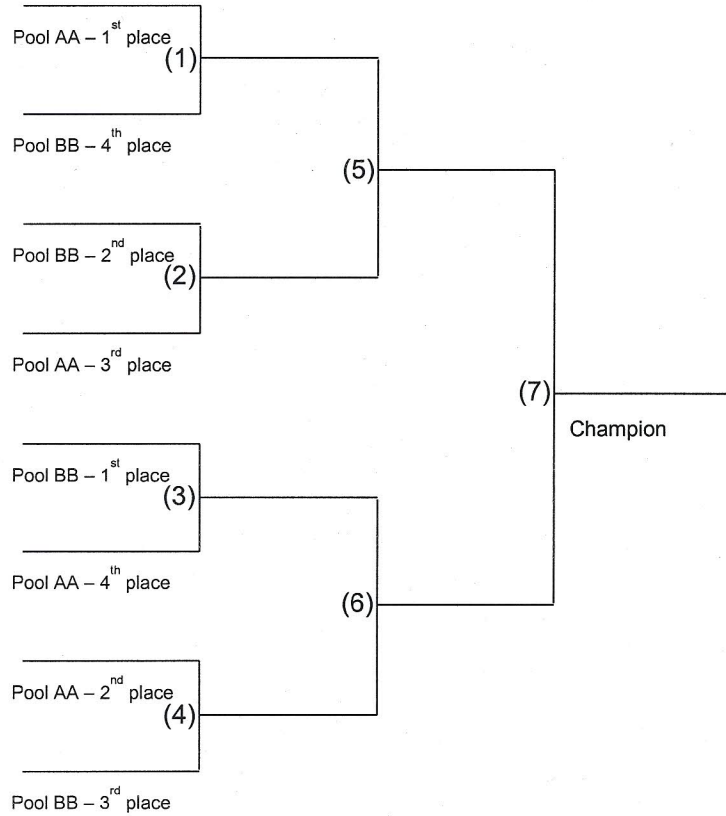 Pool AA – 1st place
(1)
Pool BB – 4th place
(5)
Pool BB – 2nd place
(2)
Pool AA – 3rd place
(7)
Champion
Pool BB – 1st place
(3)
Pool AA – 4th place
(6)
Pool AA – 2nd place
(4)
Pool BB – 3rd place